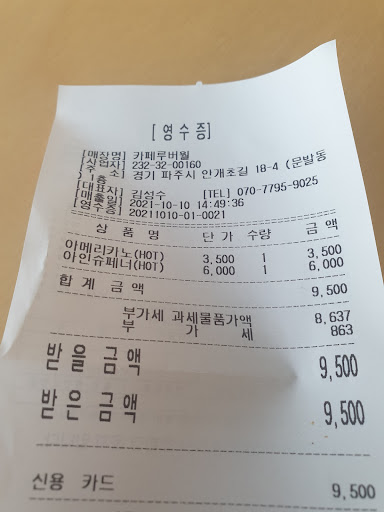 [영수증]
[매장명] 카페루버월
[사업자] 232-32-00160
[주 소] 경기 파주시 안개초길 18-4 (문발동
) 1층
[대표자] 김성수 [TEL] 070-7795-9025
[매출일] 2021-10-10 14:49:36
[영수증] 20211010-01-0021
상 품 명 단 가 수량 금 액
아메리카노(HOT) 3,500 1 3,500
아인슈페너(HOT) 6,000 1 6,000
합 계 금 액 9,500
부가세 과세물품가액 8,637
부 가 세 863
받을 금액 9,500
받은 금액 9,500
신용 카드 9,500